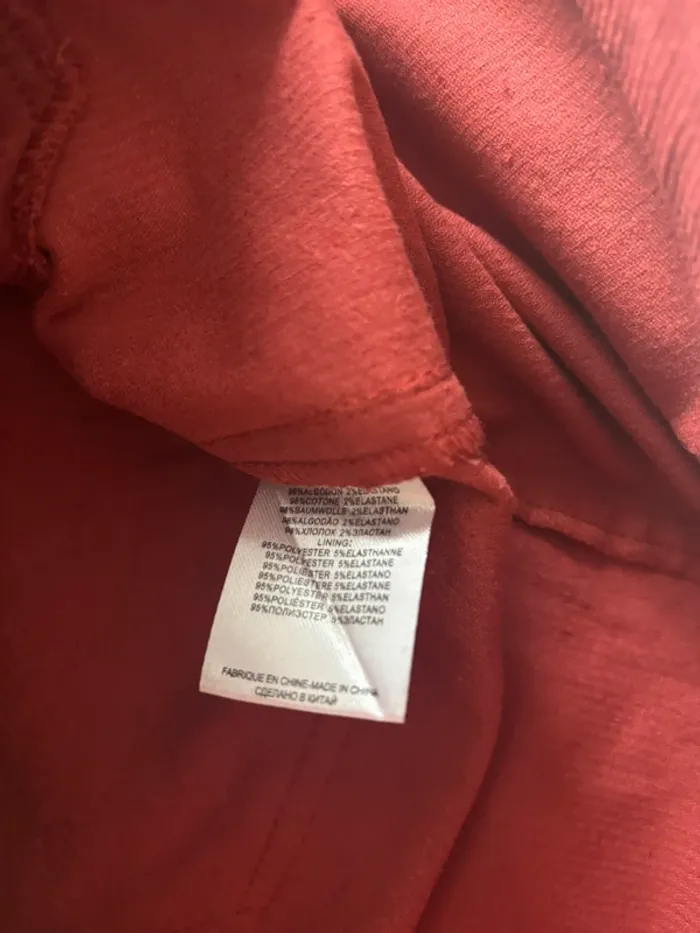 98%ALGODON 2%ELASTANO
98%COTONE 2%ELASTANE
98%BAUMWOLLE 2%ELASTHAN
98%ALGODÃO 2%ELASTANO
98%ХЛОПОК 2%ЭЛАСТАН
LINING:
95%POLYESTER 5%ELASTHANNE
95%POLYESTER 5%ELASTANE
95%POLIESTER 5%ELASTANO
95%POLIESTERE 5%ELASTANE
95%POLYESTER 5%ELASTHAN
95%POLIÉSTER 5%ELASTANO
95%ПОЛИЭСТЕР 5%ЭЛАСТАН
FABRIQUE EN CHINE-MADE IN CHINA
СДЕЛАНО В КИТАЙ